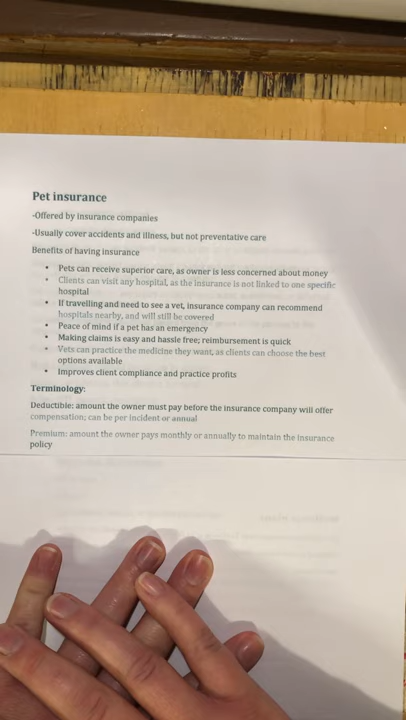 Pet insurance
-Offered by insurance companies
-Usually cover accidents and illness, but not preventative care
Benefits of having insurance
• Pets can receive superior care, as owner is less concerned about money
• Clients can visit any hospital, as the insurance is not linked to one specific
hospital
• If travelling and need to see a vet, insurance company can recommend
hospitals nearby, and will still be covered
• Peace of mind if a pet has an emergency
• Making claims is easy and hassle free; reimbursement is quick
• Vets can practice the medicine they want, as clients can choose the best
options available
• Improves client compliance and practice profits
Terminology:
Deductible: amount the owner must pay before the insurance company will offer
compensation; can be per incident or annual
Premium: amount the owner pays monthly or annually to maintain the insurance
policy